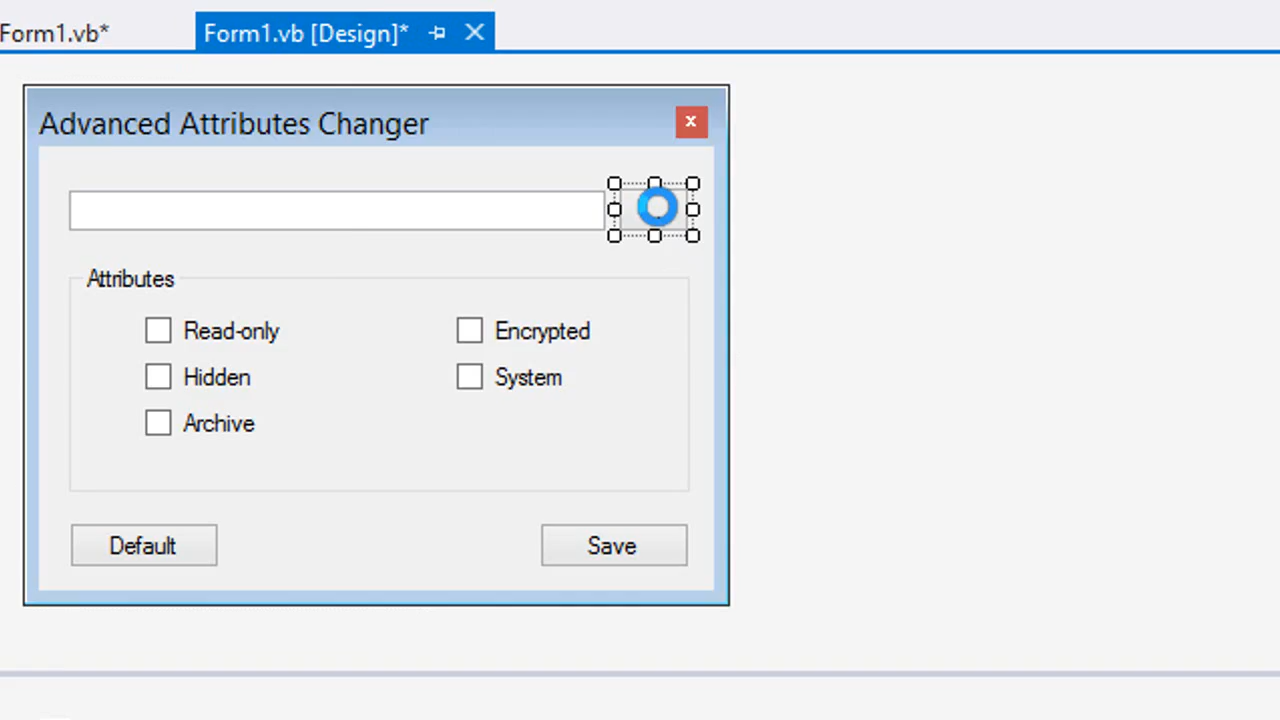 Form1.vb* Form1.vb [Design]*
Advanced Attributes Changer
Attributes
Read-only Encrypted
Hidden System
Archive
Default Save